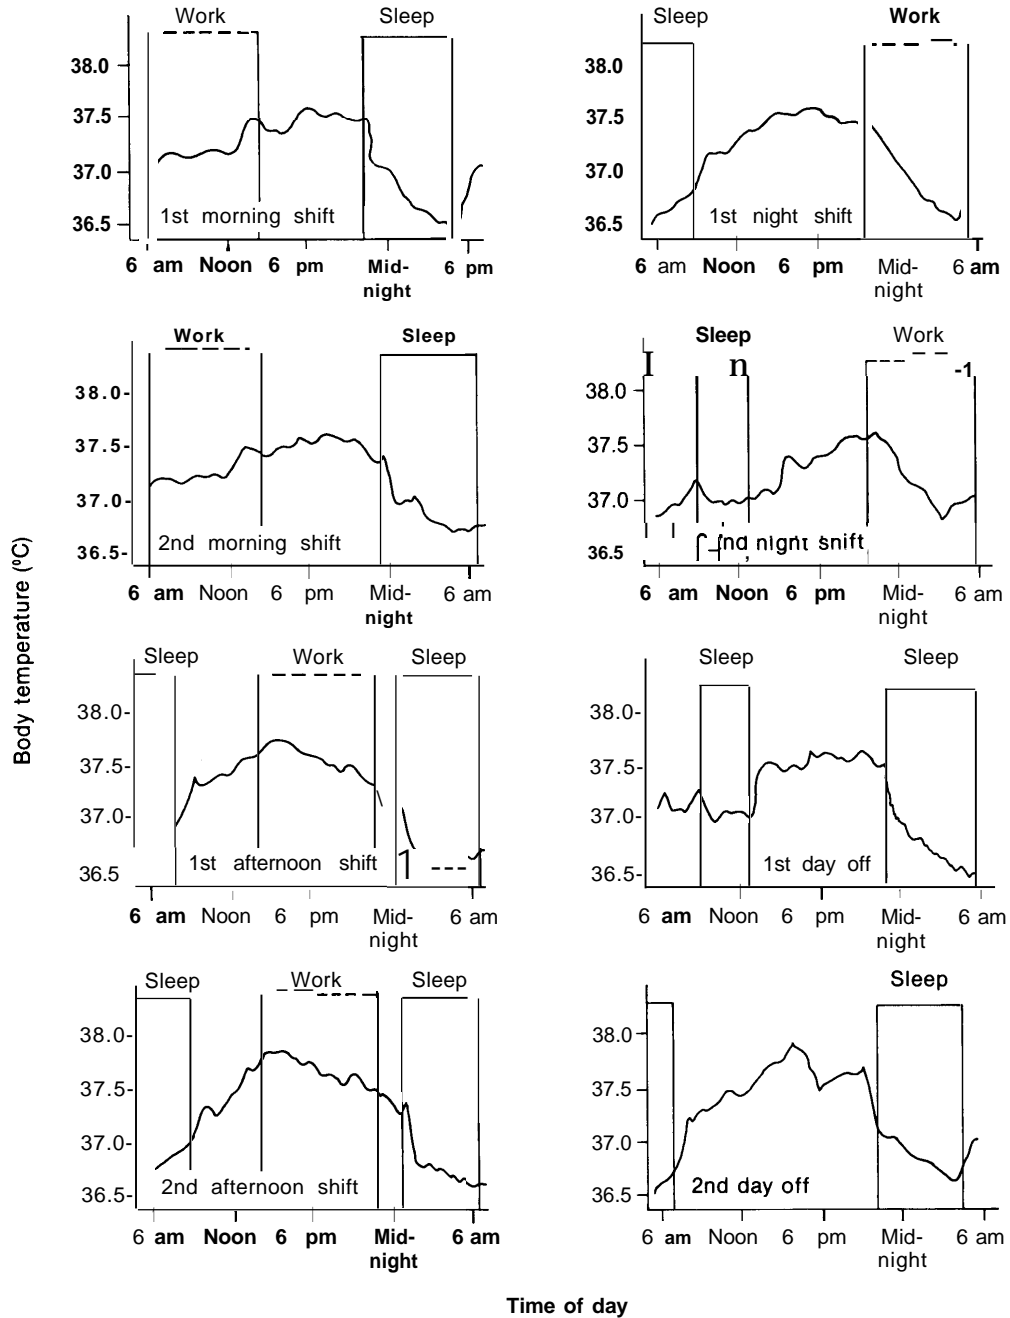 Work Sleep
38.0
37.5
37.0
36.5
1st morning shift
6 am Noon 6 pm Mid- 6 pm
night
Sleep Work
38.0
37.5
37.0
36.5
1st night shift
6 am Noon 6 pm Mid- 6 am
night
Work Sleep
38.0-
37.5-
37.0-
36.5-
2nd morning shift
6 am Noon 6 pm Mid- 6 am
night
Sleep Work
I n -1
38.0
37.5
37.0
36.5
nd night snift
6 am Noon 6 pm Mid- 6 am
night
Body temperature (ºC)
Sleep Work Sleep
38.0-
37.5-
37.0-
36.5
1st afternoon shift 1
6 am Noon 6 pm Mid- 6 am
night
Sleep Sleep
38.0-
37.5-
37.0-
36.5-
1st day off
6 am Noon 6 pm Mid- 6 am
night
Sleep Work Sleep
38.0-
37.5-
37.0-
36.5-
2nd afternoon shift
6 am Noon 6 pm Mid- 6 am
night
Sleep
38.0
37.5
37.0
36.5
2nd day off
6 am Noon 6 pm Mid- 6 am
night
Time of day